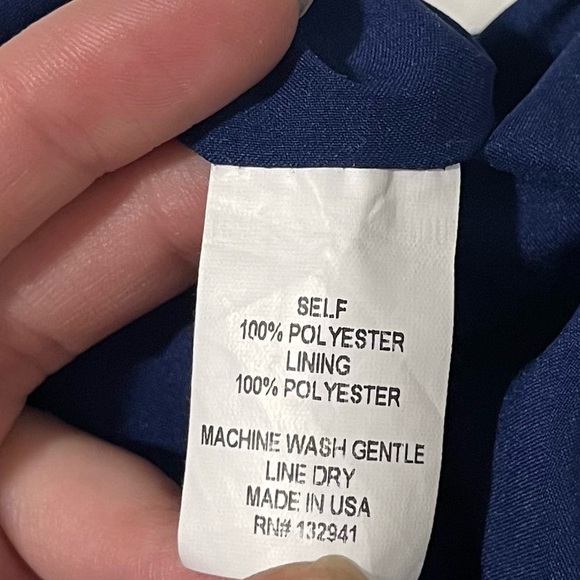 SELF
100% POLYESTER
LINING
100% POLYESTER
MACHINE WASH GENTLE
LINE DRY
MADE IN USA
RN# 132941